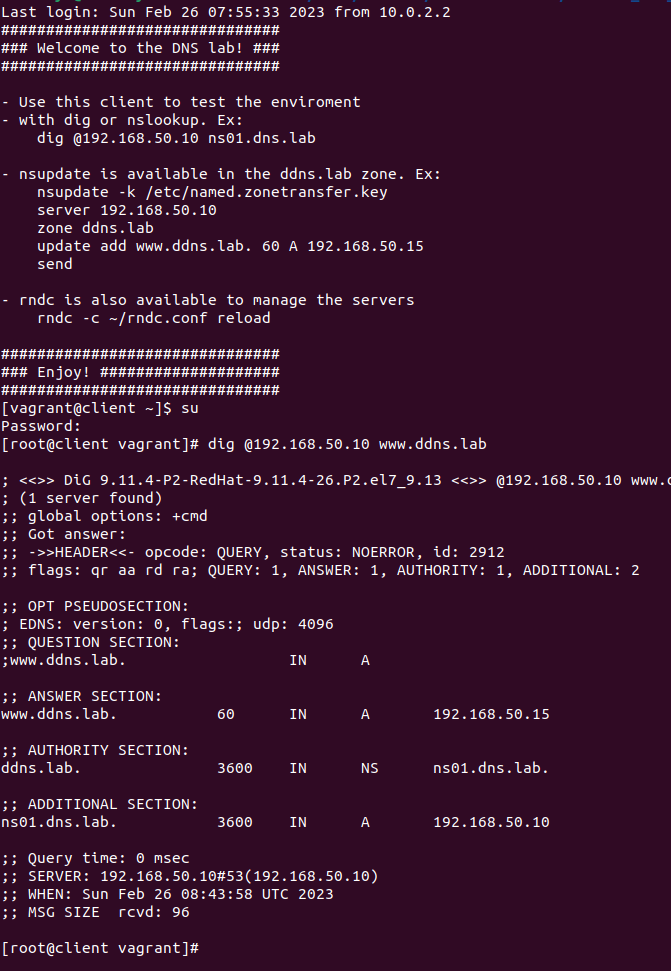 Last login: Sun Feb 26 07:55:33 2023 from 10.0.2.2
###############################
### Welcome to the DNS lab! ###
###############################
- Use this client to test the enviroment
- with dig or nslookup. Ex:
    dig @192.168.50.10 ns01.dns.lab
- nsupdate is available in the ddns.lab zone. Ex:
    nsupdate -k /etc/named.zonetransfer.key
    server 192.168.50.10
    zone ddns.lab
    update add www.ddns.lab. 60 A 192.168.50.15
    send
- rndc is also available to manage the servers
    rndc -c ~/rndc.conf reload
###############################
### Enjoy! ####################
###############################
[vagrant@client ~]$ su
Password:
[root@client vagrant]# dig @192.168.50.10 www.ddns.lab
; <<>> DiG 9.11.4-P2-RedHat-9.11.4-26.P2.el7_9.13 <<>> @192.168.50.10 www.
; (1 server found)
;; global options: +cmd
;; Got answer:
;; ->>HEADER<<- opcode: QUERY, status: NOERROR, id: 2912
;; flags: qr aa rd ra; QUERY: 1, ANSWER: 1, AUTHORITY: 1, ADDITIONAL: 2
;; OPT PSEUDOSECTION:
; EDNS: version: 0, flags:; udp: 4096
;; QUESTION SECTION:
;www.ddns.lab.                  IN      A
;; ANSWER SECTION:
www.ddns.lab.           60      IN      A       192.168.50.15
;; AUTHORITY SECTION:
ddns.lab.               3600    IN      NS      ns01.dns.lab.
;; ADDITIONAL SECTION:
ns01.dns.lab.           3600    IN      A       192.168.50.10
;; Query time: 0 msec
;; SERVER: 192.168.50.10#53(192.168.50.10)
;; WHEN: Sun Feb 26 08:43:58 UTC 2023
;; MSG SIZE  rcvd: 96
[root@client vagrant]#